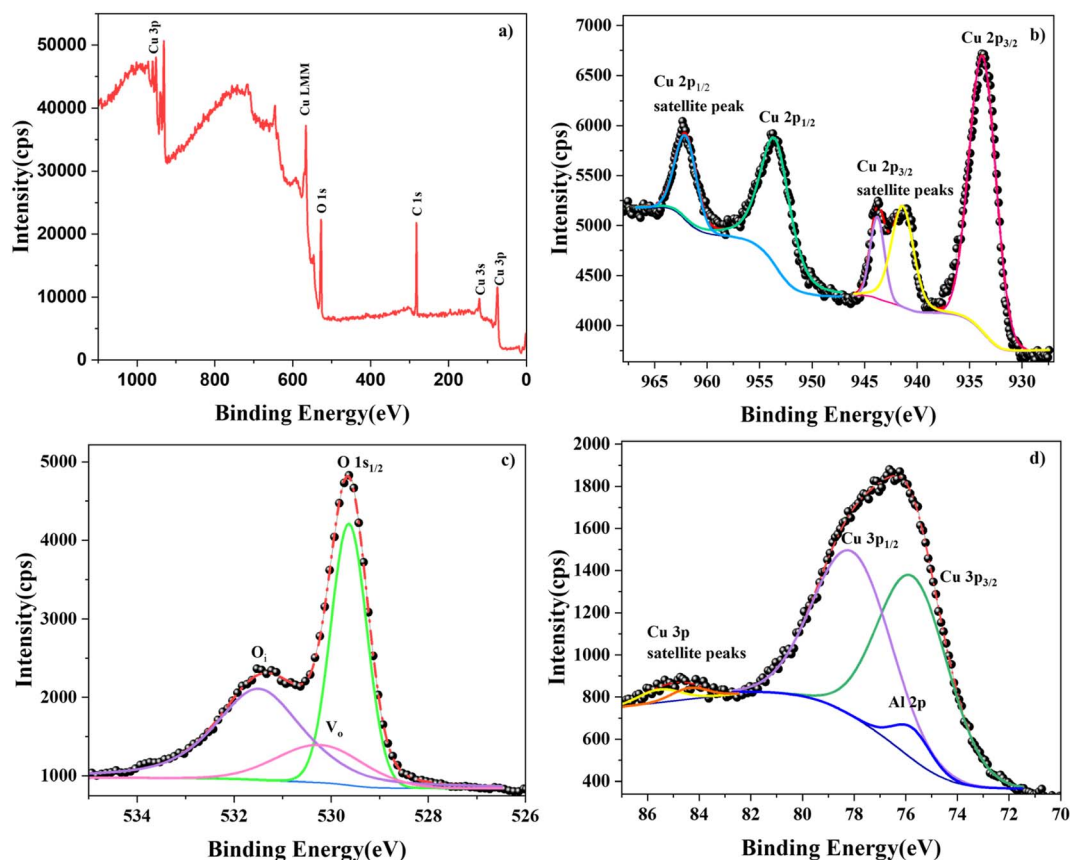 a)
Intensity(cps)
50000
40000
30000
20000
10000
0
Cu 3p
Cu LMM
O 1s
C 1s
Cu 3s
Cu 3p
1000 800 600 400 200 0
Binding Energy(eV)
b)
Intensity(cps)
7000
6500
6000
5500
5000
4500
4000
Cu 2p1/2
satellite peak
Cu 2p1/2
Cu 2p3/2
satellite peaks
Cu 2p3/2
965 960 955 950 945 940 935 930
Binding Energy(eV)
c)
Intensity(cps)
5000
4000
3000
2000
1000
O 1s1/2
Oi
Vo
534 532 530 528 526
Binding Energy(eV)
d)
Intensity(cps)
2000
1800
1600
1400
1200
1000
800
600
400
Cu 3p1/2
Cu 3p3/2
Cu 3p
satellite peaks
Al 2p
86 84 82 80 78 76 74 72 70
Binding Energy(eV)